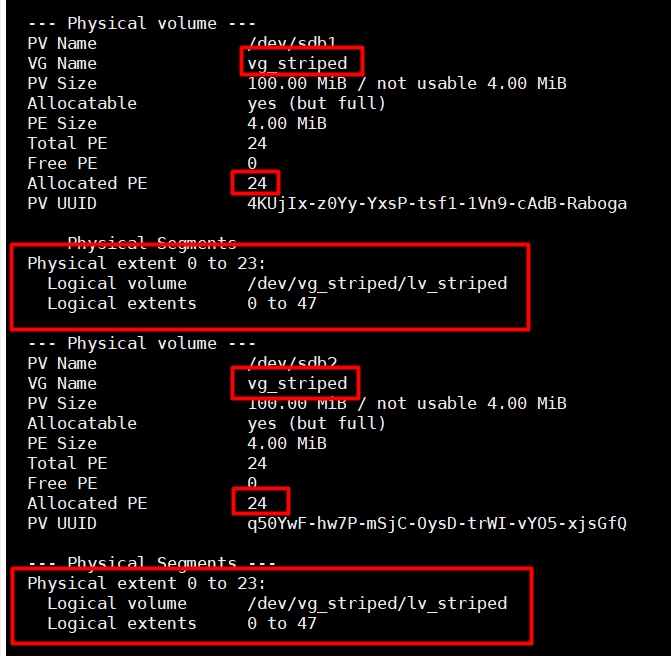 --- Physical volume ---
PV Name /dev/sdb1
VG Name vg_striped
PV Size 100.00 MiB / not usable 4.00 MiB
Allocatable yes (but full)
PE Size 4.00 MiB
Total PE 24
Free PE 0
Allocated PE 24
PV UUID 4KUjIx-z0Yy-YxsP-tsf1-1Vn9-cAdB-Raboga
Physical Segments
Physical extent 0 to 23:
Logical volume /dev/vg_striped/lv_striped
Logical extents 0 to 47
--- Physical volume ---
PV Name /dev/sdb2
VG Name vg_striped
PV Size 100.00 MiB / not usable 4.00 MiB
Allocatable yes (but full)
PE Size 4.00 MiB
Total PE 24
Free PE 0
Allocated PE 24
PV UUID q50YwF-hw7P-mSjC-OysD-trWI-vYO5-xjsGfQ
--- Physical Segments ---
Physical extent 0 to 23:
Logical volume /dev/vg_striped/lv_striped
Logical extents 0 to 47